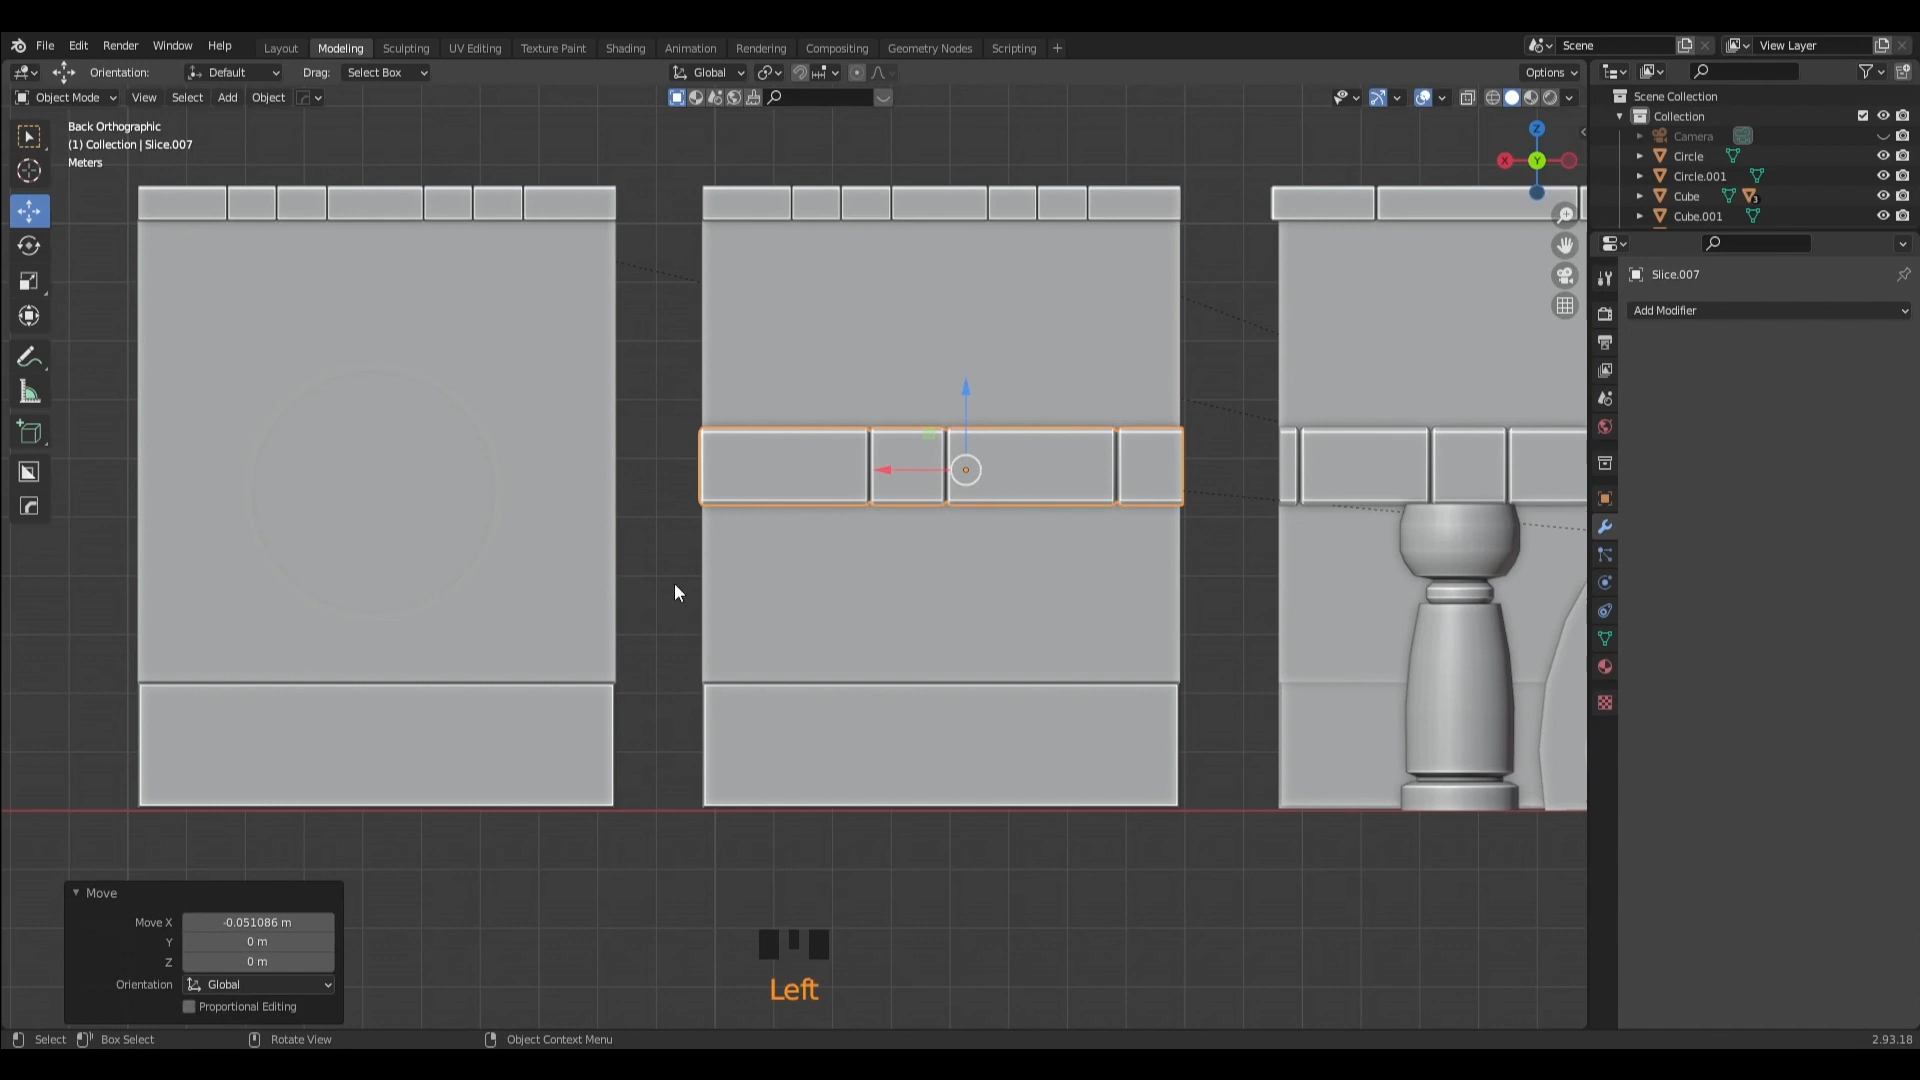 File Edit Render Window Help
Layout Modeling Sculpting UV Editing Texture Paint Shading Animation Rendering Compositing Geometry Nodes Scripting +
Scene
View Layer
Orientation: Default Drag: Select Box
Global
Options
Object Mode View Select Add Object
Back Orthographic
(1) Collection | Slice.007
Meters
Z
X
Y
Scene Collection
Collection
Camera
Circle
Circle.001
Cube
3
Cube.001
Slice.007
Add Modifier
Move
Move X -0.051086 m
Y 0 m
Z 0 m
Orientation Global
Proportional Editing
Left
Select Box Select Rotate View Object Context Menu
2.93.18